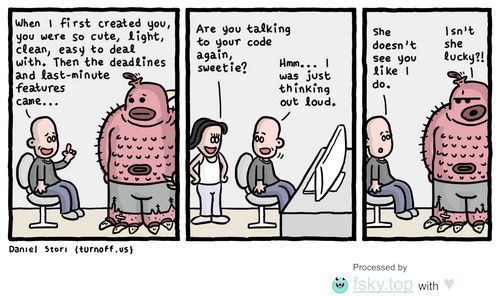 When I first created you,
you were so cute, light,
clean, easy to deal
with. Then the deadlines
and last-minute
features
came...
Are you talking
to your code
again,
sweetie?
Hmm... I
was just
thinking
out loud.
She
doesn't
see you
like I
do.
Isn't
she
lucky?!
Daniel Stori {turnoff.us}
Processed by
fsky.top with ♥